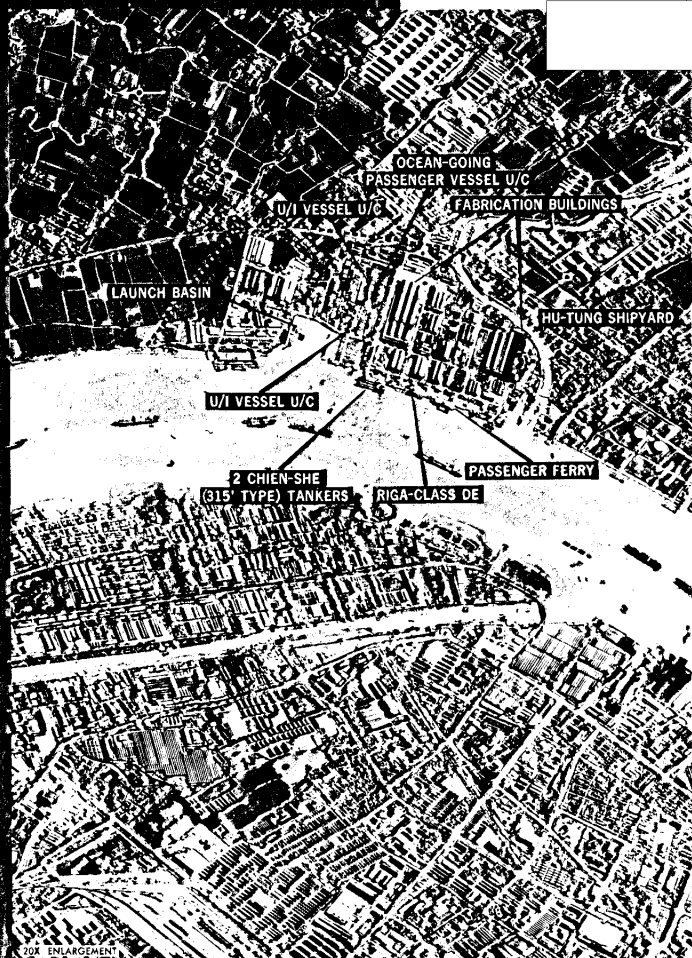 OCEAN-GOING
PASSENGER VESSEL U/C
U/I VESSEL U/C
FABRICATION BUILDINGS
LAUNCH BASIN
HU-TUNG SHIPYARD
U/I VESSEL U/C
2 CHIEN-SHE
(315' TYPE) TANKERS
RIGA-CLASS DE
PASSENGER FERRY
20X ENLARGEMENT